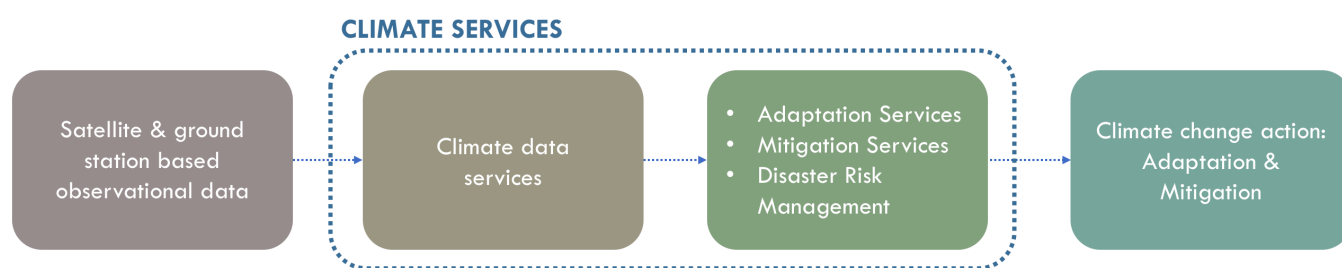 CLIMATE SERVICES
Satellite & ground
station based
observational data
Climate data
services
• Adaptation Services
• Mitigation Services
• Disaster Risk
Management
Climate change action:
Adaptation &
Mitigation